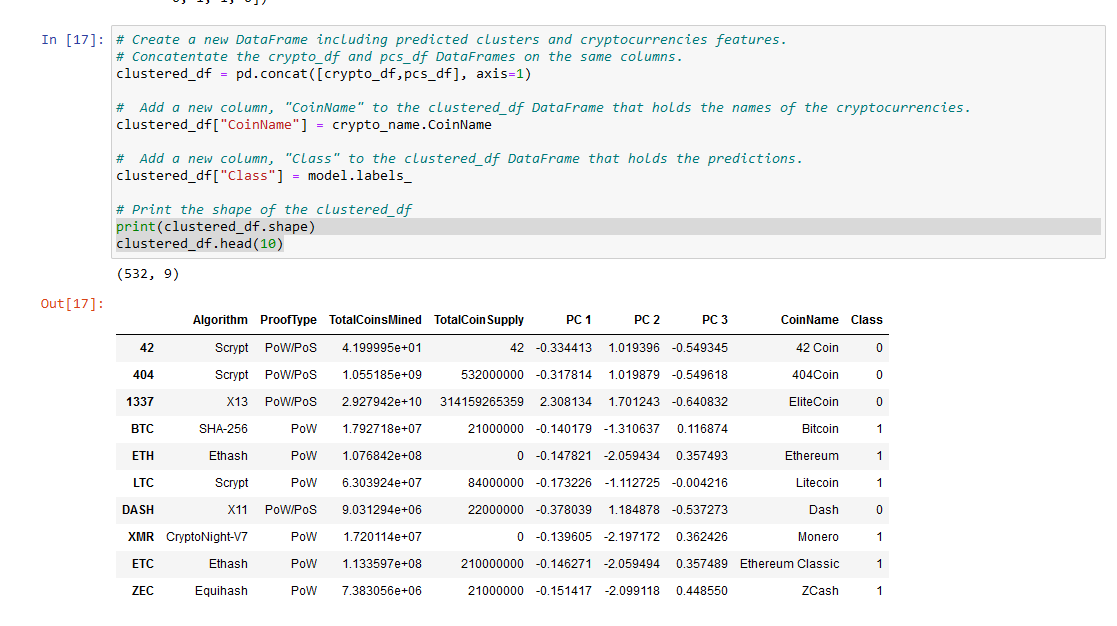 In [17]: # Create a new DataFrame including predicted clusters and cryptocurrencies features.
# Concatentate the crypto_df and pcs_df DataFrames on the same columns.
clustered_df = pd.concat([crypto_df,pcs_df], axis=1)
#  Add a new column, "CoinName" to the clustered_df DataFrame that holds the names of the cryptocurrencies.
clustered_df["CoinName"] = crypto_name.CoinName
#  Add a new column, "Class" to the clustered_df DataFrame that holds the predictions.
clustered_df["Class"] = model.labels_
# Print the shape of the clustered_df
print(clustered_df.shape)
clustered_df.head(10)
(532, 9)
Out[17]:
Algorithm ProofType TotalCoinsMined TotalCoinSupply PC 1 PC 2 PC 3 CoinName Class
42 Scrypt PoW/PoS 4.199995e+01 42 -0.334413 1.019396 -0.549345 42 Coin 0
404 Scrypt PoW/PoS 1.055185e+09 532000000 -0.317814 1.019879 -0.549618 404Coin 0
1337 X13 PoW/PoS 2.927942e+10 314159265359 2.308134 1.701243 -0.640832 EliteCoin 0
BTC SHA-256 PoW 1.792718e+07 21000000 -0.140179 -1.310637 0.116874 Bitcoin 1
ETH Ethash PoW 1.076842e+08 0 -0.147821 -2.059434 0.357493 Ethereum 1
LTC Scrypt PoW 6.303924e+07 84000000 -0.173226 -1.112725 -0.004216 Litecoin 1
DASH X11 PoW/PoS 9.031294e+06 22000000 -0.378039 1.184878 -0.537273 Dash 0
XMR CryptoNight-V7 PoW 1.720114e+07 0 -0.139605 -2.197172 0.362426 Monero 1
ETC Ethash PoW 1.133597e+08 210000000 -0.146271 -2.059494 0.357489 Ethereum Classic 1
ZEC Equihash PoW 7.383056e+06 21000000 -0.151417 -2.099118 0.448550 ZCash 1